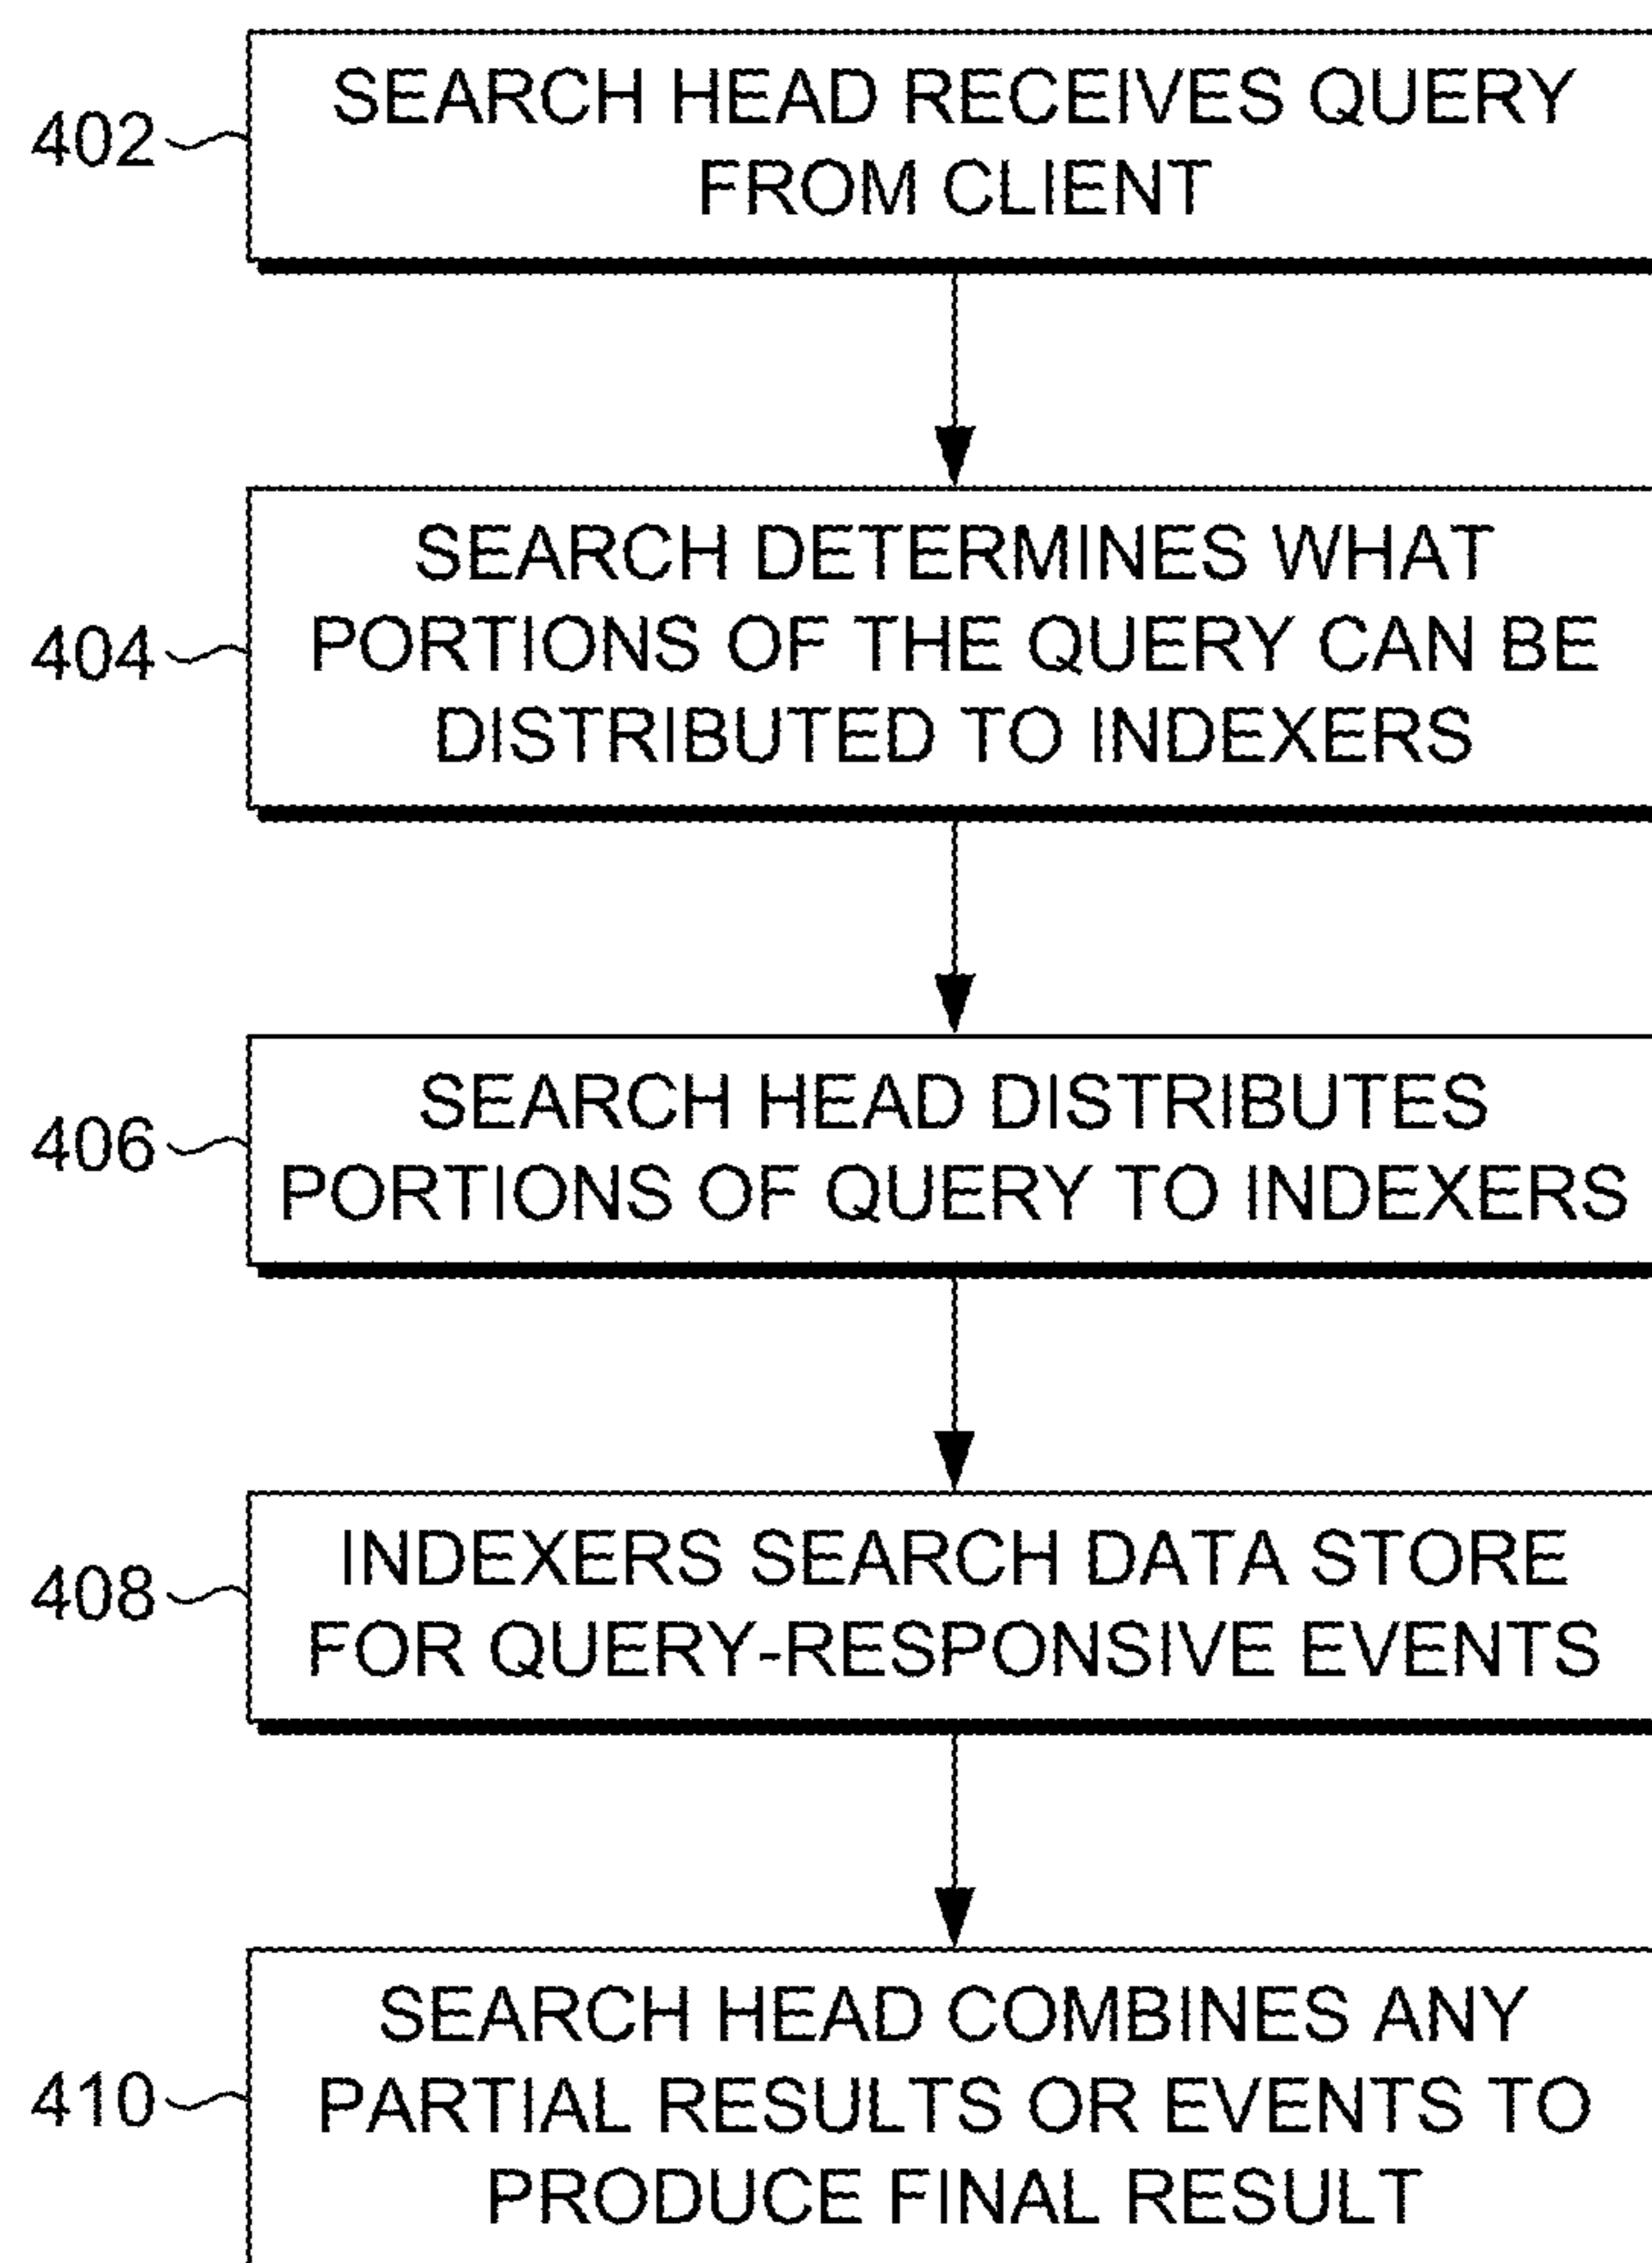 402
SEARCH HEAD RECEIVES QUERY
FROM CLIENT
404
SEARCH DETERMINES WHAT
PORTIONS OF THE QUERY CAN BE
DISTRIBUTED TO INDEXERS
406
SEARCH HEAD DISTRIBUTES
PORTIONS OF QUERY TO INDEXERS
408
INDEXERS SEARCH DATA STORE
FOR QUERY-RESPONSIVE EVENTS
410
SEARCH HEAD COMBINES ANY
PARTIAL RESULTS OR EVENTS TO
PRODUCE FINAL RESULT